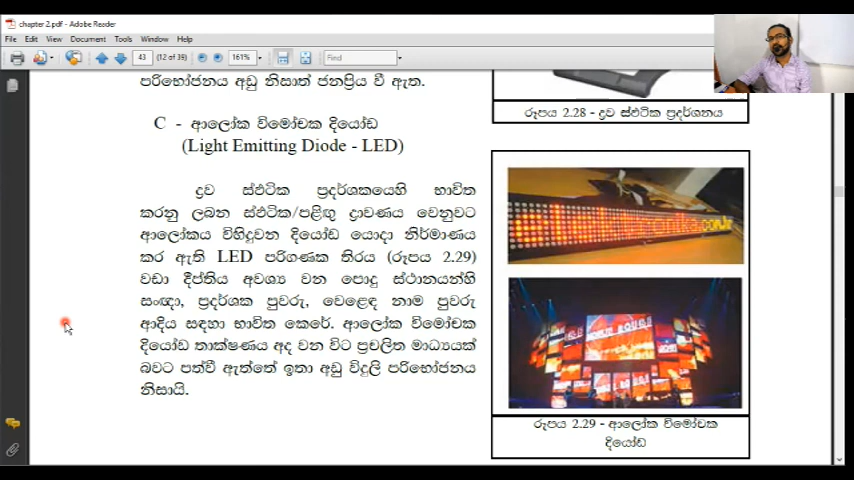 chapter 2.pdf - Adobe Reader
File Edit View Document Tools Window Help
43 (12 of 39) 161% Find
පරිභෝජනය අඩු නිසාත් ජනප්‍රිය වී ඇත.
C - ආලෝක විමෝචක දියෝඩ
(Light Emitting Diode - LED)
ද්‍රව ස්ඵටික ප්‍රදර්ශකයෙහි භාවිත
කරනු ලබන ස්ඵටික/පළිඟු ද්‍රාවණය වෙනුවට
ආලෝකය විහිදුවන දියෝඩ යොදා නිර්මාණය
කර ඇති LED පරිගණක තිරය (රූපය 2.29)
වඩා දීප්තිය අවශ්‍ය වන පොදු ස්ථානයන්හි
සංඥා, ප්‍රදර්ශක පුවරු, වෙළෙඳ නාම පුවරු
ආදිය සඳහා භාවිත කෙරේ. ආලෝක විමෝචක
දියෝඩ තාක්ෂණය අද වන විට ප්‍රචලිත මාධ්‍යයක්
බවට පත්වී ඇත්තේ ඉතා අඩු විදුලි පරිභෝජනය
නිසායි.
රූපය 2.28 - ද්‍රව ස්ඵටික ප්‍රදර්ශනය
රූපය 2.29 - ආලෝක විමෝචක
දියෝඩ